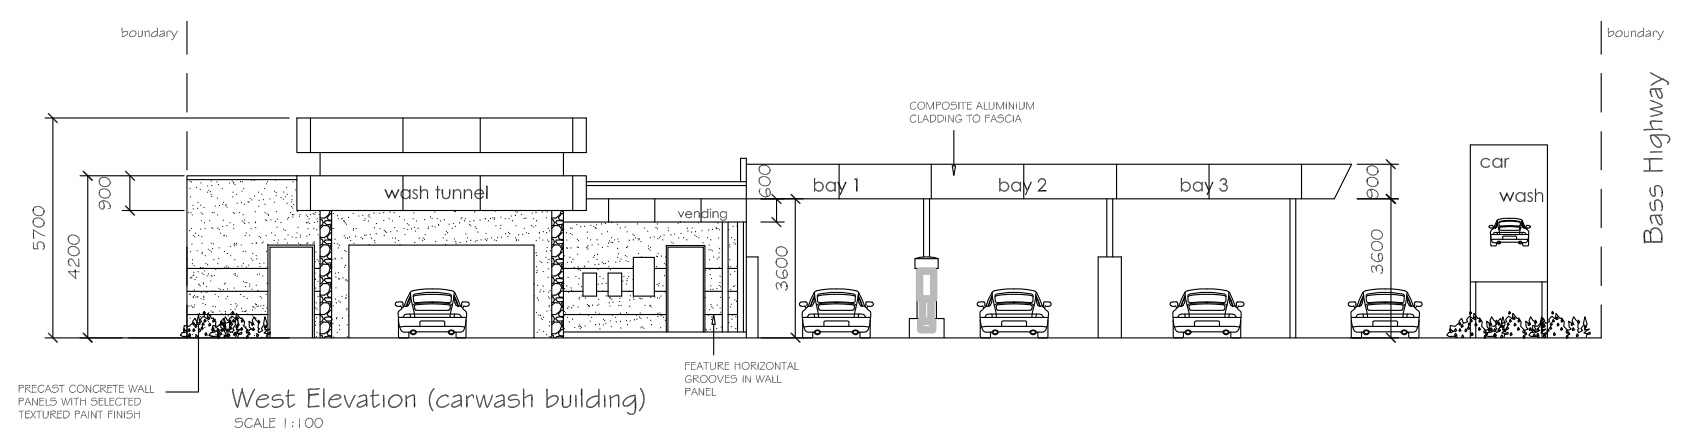 boundary
boundary
Bass Highway
COMPOSITE ALUMINIUM
CLADDING TO FASCIA
5700
4200
900
wash tunnel
vending
600
3600
bay 1
bay 2
bay 3
900
3600
car
wash
PRECAST CONCRETE WALL
PANELS WITH SELECTED
TEXTURED PAINT FINISH
FEATURE HORIZONTAL
GROOVES IN WALL
PANEL
West Elevation (carwash building)
SCALE 1:100